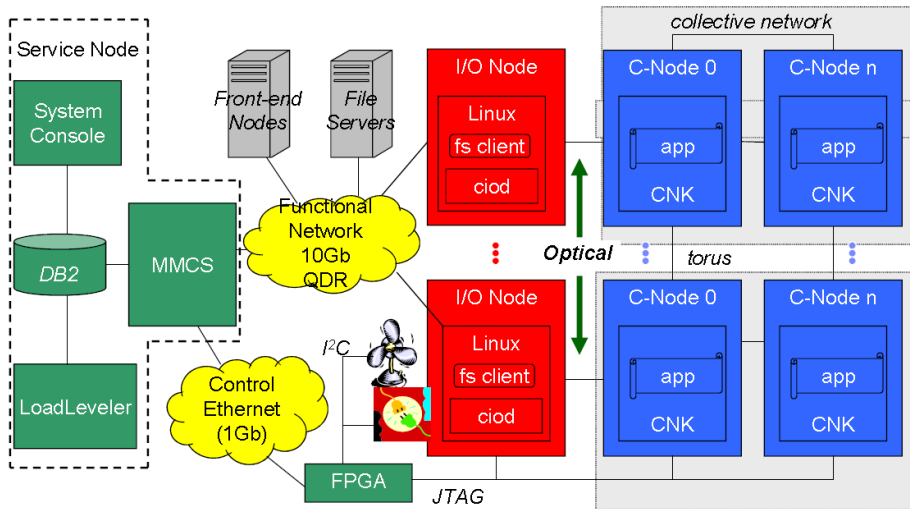 Service Node
System
Console
DB2
MMCS
LoadLeveler
Front-end
Nodes
File
Servers
Functional
Network
10Gb
QDR
I²C
Control
Ethernet
(1Gb)
FPGA
JTAG
I/O Node
Linux
fs client
ciod
Optical
I/O Node
Linux
fs client
ciod
collective network
C-Node 0
app
CNK
C-Node n
app
CNK
torus
C-Node 0
app
CNK
C-Node n
app
CNK